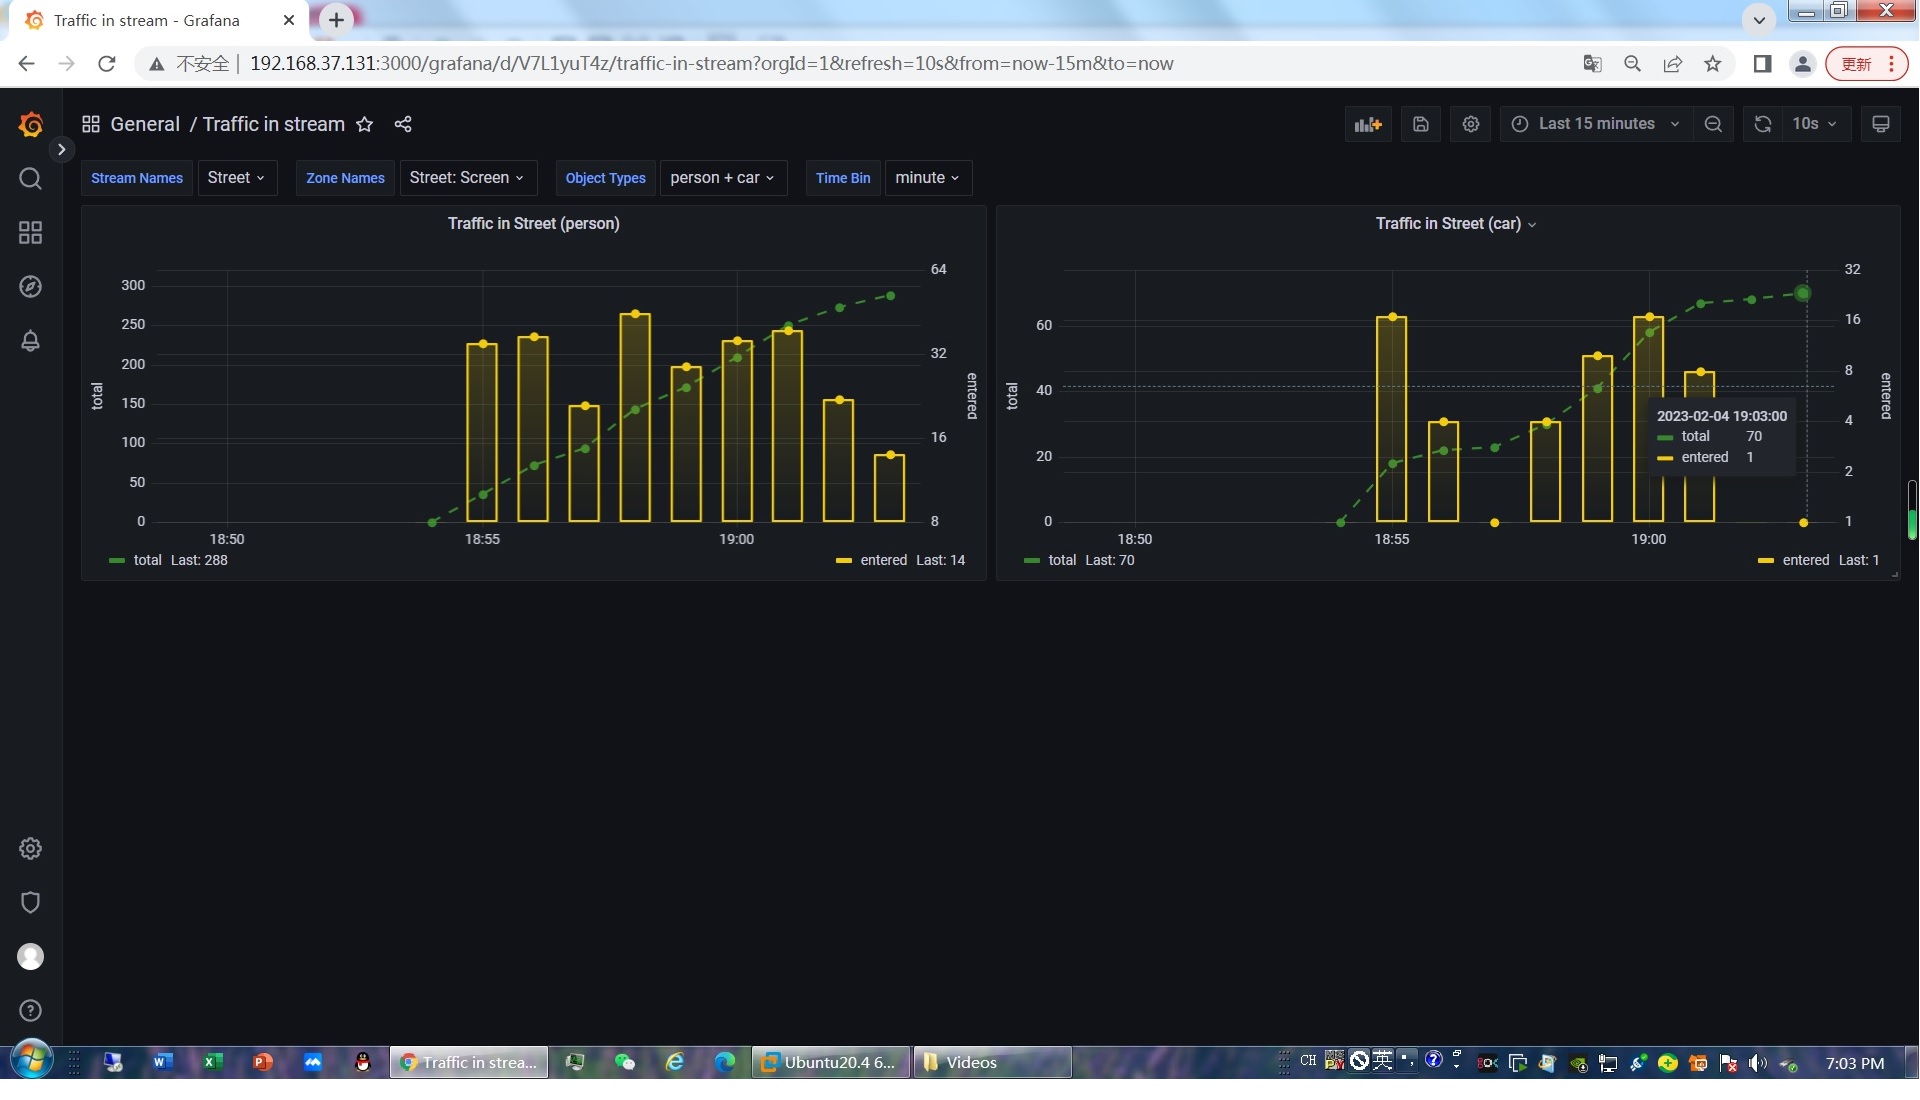 Traffic in stream - Grafana
不安全 | 192.168.37.131:3000/grafana/d/V7L1yuT4z/traffic-in-stream?orgId=1&refresh=10s&from=now-15m&to=now
更新
General / Traffic in stream
Last 15 minutes
10s
Stream Names Street Zone Names Street: Screen Object Types person + car Time Bin minute
Traffic in Street (person)
300
250
200
150
100
50
0
total
64
32
16
8
entered
18:50 18:55 19:00
total Last: 288
entered Last: 14
Traffic in Street (car)
60
40
20
0
total
32
16
8
4
2
1
entered
2023-02-04 19:03:00
total 70
entered 1
18:50 18:55 19:00
total Last: 70
entered Last: 1
Traffic in strea...
Ubuntu20.4 6...
Videos
CH
英
7:03 PM